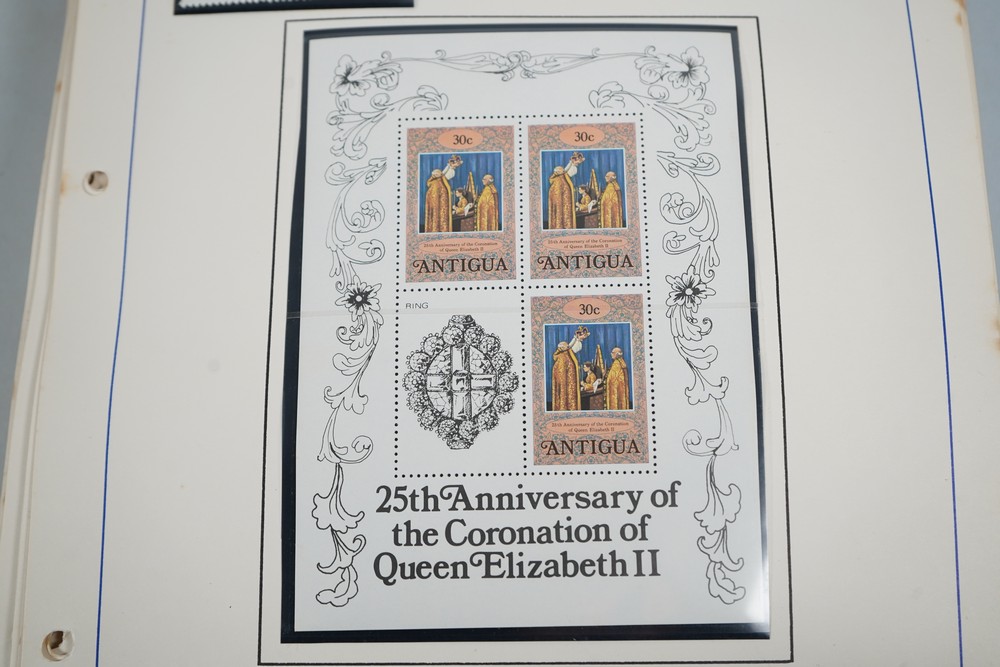 30c
25th Anniversary of the Coronation
of Queen Elizabeth II
ANTIGUA
30c
25th Anniversary of the Coronation
of Queen Elizabeth II
ANTIGUA
RING
30c
25th Anniversary of the Coronation
of Queen Elizabeth II
ANTIGUA
25th Anniversary of
the Coronation of
Queen Elizabeth II